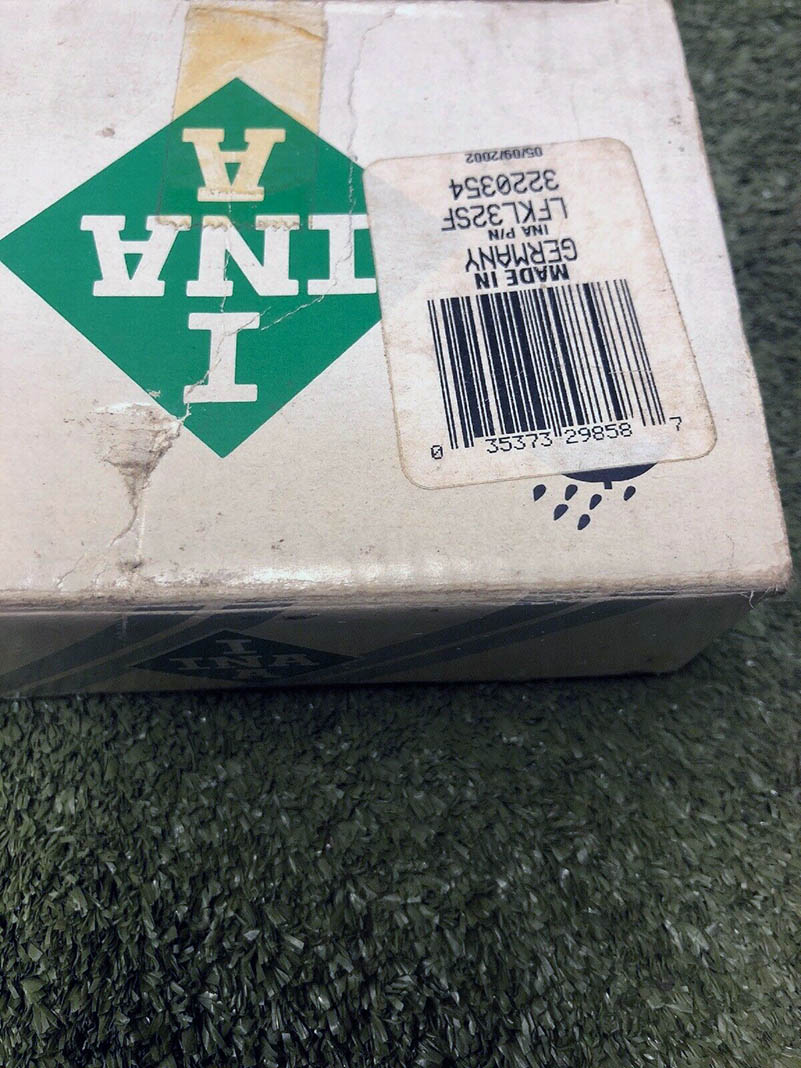 I
INA
A
MADE IN
GERMANY
INA P/N
LFKL32SF
3220354
05/09/2002
0 35373 29858 7
I
INA
A